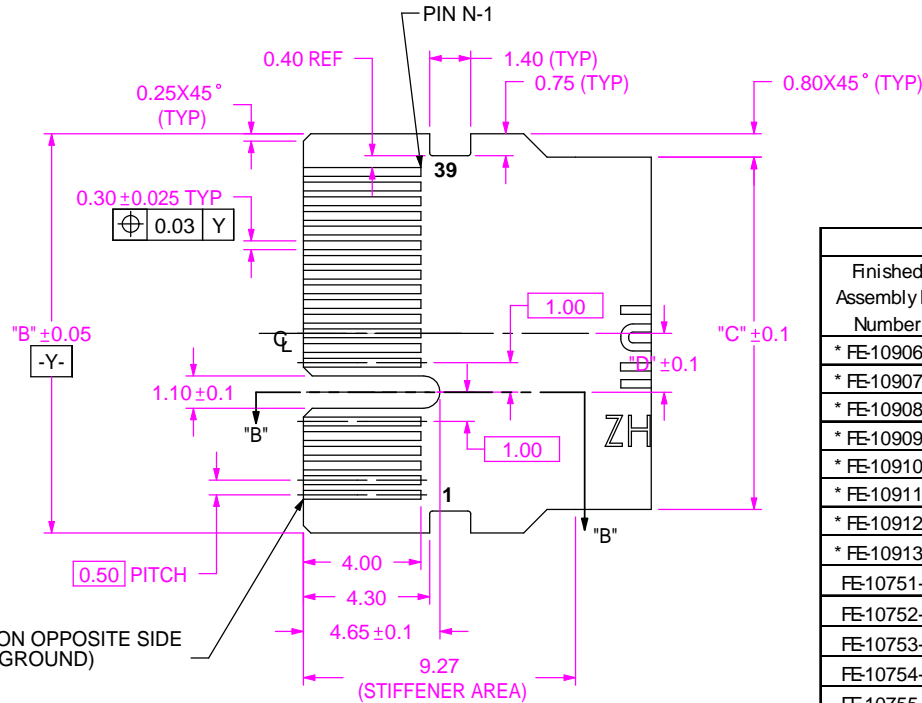 PIN N-1
0.40 REF
1.40 (TYP)
0.75 (TYP)
0.80X45° (TYP)
0.25X45°
(TYP)
39
0.30±0.025 TYP
⌖ 0.03 Y
1.00
"B"±0.05
-Y-
C L
"C"±0.1
"D"±0.1
1.10±0.1
"B"
ZH
1.00
1
"B"
0.50 PITCH
4.00
4.30
4.65±0.1
ON OPPOSITE SIDE
GROUND)
9.27
(STIFFENER AREA)
Finished
Assembly
Number
* FE-10906
* FE-10907
* FE-10908
* FE-10909
* FE-10910
* FE-10911
* FE-10912
* FE-10913
FE-10751-
FE-10752-
FE-10753-
FE-10754-
FE-10755-